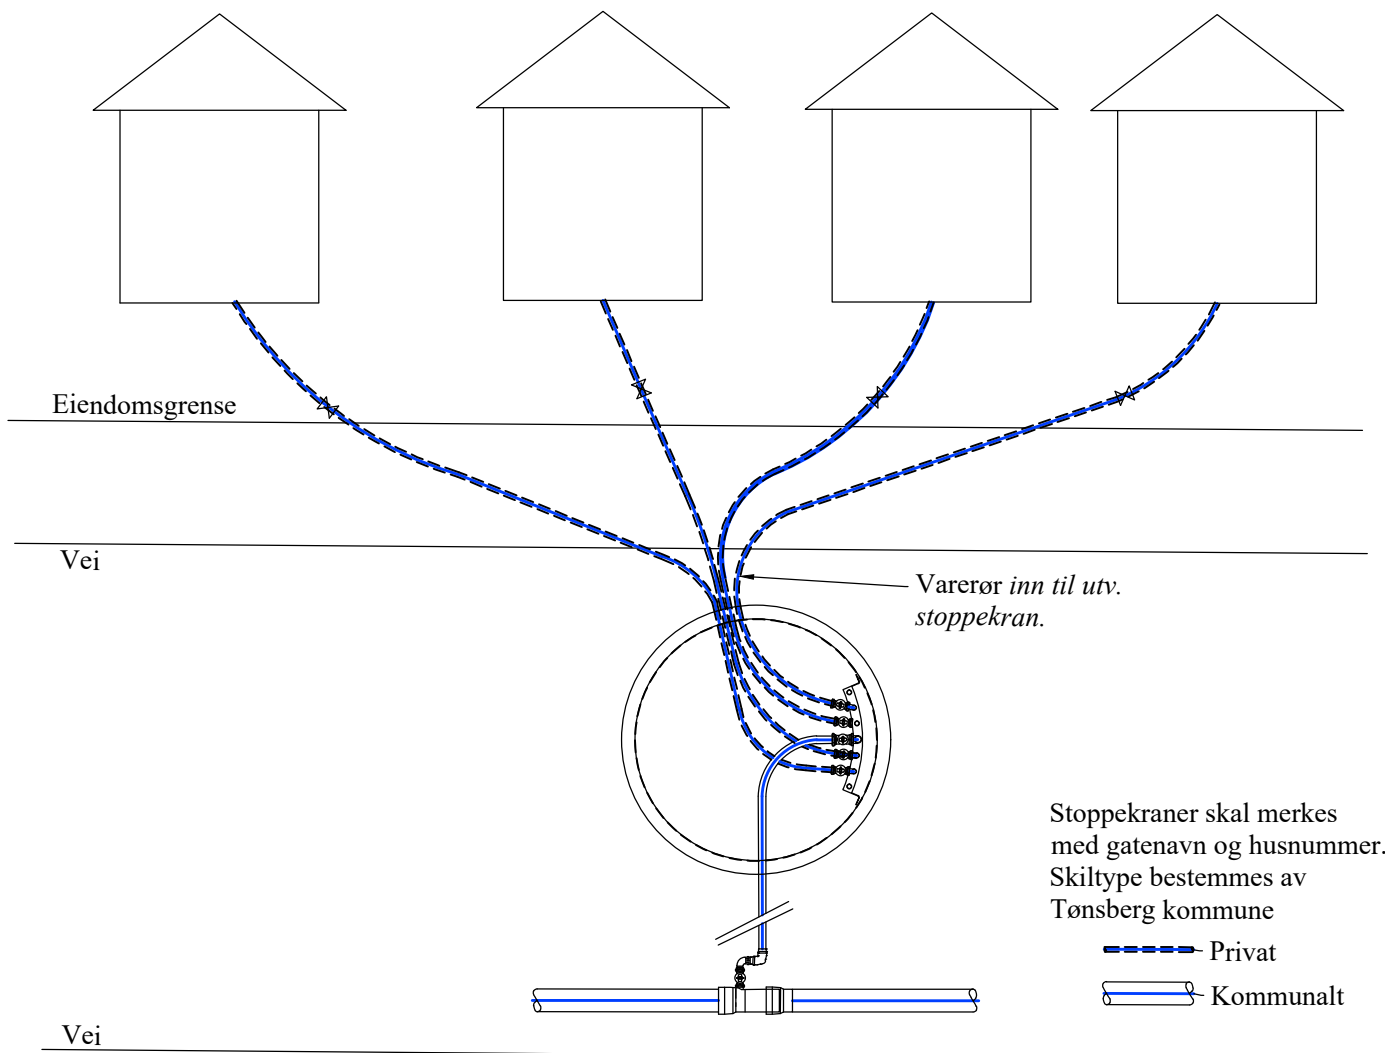 Eiendomsgrense
Vei
Varerør inn til utv.
stoppekran.
Stoppekraner skal merkes
med gatenavn og husnummer.
Skiltype bestemmes av
Tønsberg kommune
Privat
Kommunalt
Vei